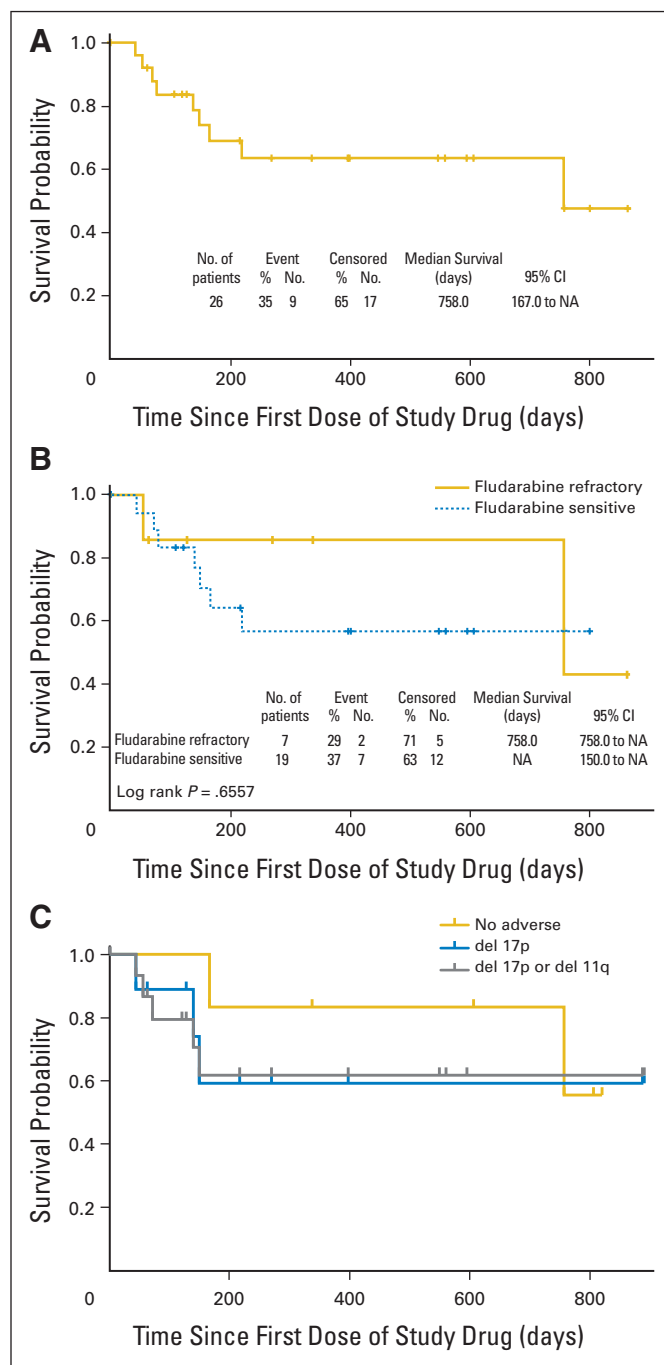 A
1.0
0.8
0.6
0.4
0.2
0
Survival Probability
No. of Event Censored Median Survival
patients % No. % No. (days) 95% CI
26 35 9 65 17 758.0 167.0 to NA
200 400 600 800
Time Since First Dose of Study Drug (days)
B
1.0
0.8
0.6
0.4
0.2
0
Survival Probability
Fludarabine refractory
Fludarabine sensitive
No. of Event Censored Median Survival
patients % No. % No. (days) 95% CI
Fludarabine refractory 7 29 2 71 5 758.0 758.0 to NA
Fludarabine sensitive 19 37 7 63 12 NA 150.0 to NA
Log rank P = .6557
200 400 600 800
Time Since First Dose of Study Drug (days)
C
1.0
0.8
0.6
0.4
0.2
0
Survival Probability
No adverse
del 17p
del 17p or del 11q
200 400 600 800
Time Since First Dose of Study Drug (days)